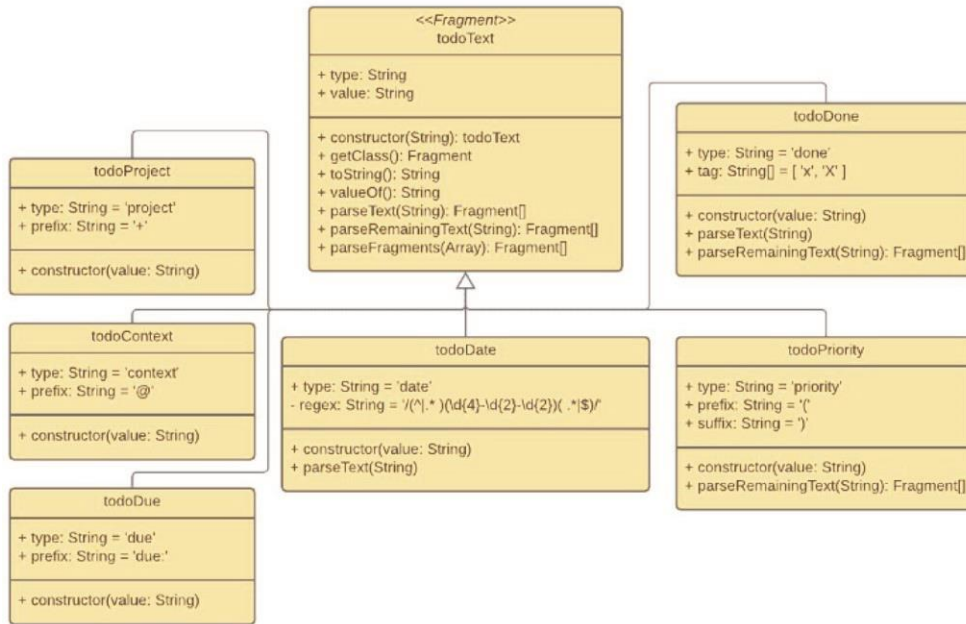 <<Fragment>>
todoText
+ type: String
+ value: String
+ constructor(String): todoText
+ getClass(): Fragment
+ toString(): String
+ valueOf(): String
+ parseText(String): Fragment[]
+ parseRemainingText(String): Fragment[]
+ parseFragments(Array): Fragment[]
todoProject
+ type: String = 'project'
+ prefix: String = '+'
+ constructor(value: String)
todoDone
+ type: String = 'done'
+ tag: String[] = [ 'x', 'X' ]
+ constructor(value: String)
+ parseText(String)
+ parseRemainingText(String): Fragment[]
todoContext
+ type: String = 'context'
+ prefix: String = '@'
+ constructor(value: String)
todoDate
+ type: String = 'date'
- regex: String = '/(^|.* )(\d{4}-\d{2}-\d{2})( .*|$)/'
+ constructor(value: String)
+ parseText(String)
todoPriority
+ type: String = 'priority'
+ prefix: String = '('
+ suffix: String = ')'
+ constructor(value: String)
+ parseRemainingText(String): Fragment[]
todoDue
+ type: String = 'due'
+ prefix: String = 'due:'
+ constructor(value: String)